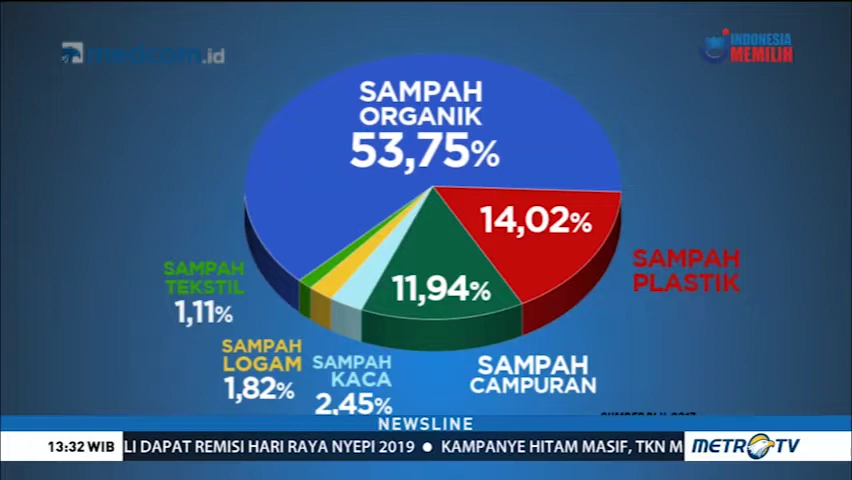 medcom.id
INDONESIA
MEMILIH
SAMPAH
ORGANIK
53,75%
14,02%
SAMPAH
PLASTIK
11,94%
SAMPAH
CAMPURAN
SAMPAH
TEKSTIL
1,11%
SAMPAH
LOGAM
1,82%
SAMPAH
KACA
2,45%
NEWSLINE
13:32 WIB
LI DAPAT REMISI HARI RAYA NYEPI 2019 ● KAMPANYE HITAM MASIF, TKN M
METRO TV